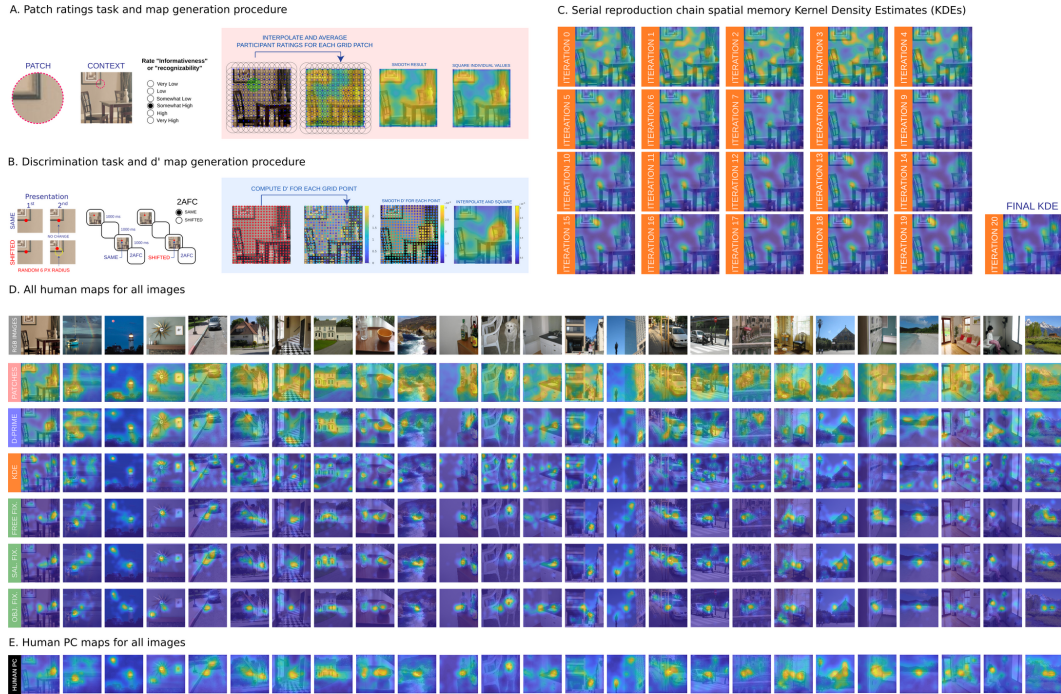 A. Patch ratings task and map generation procedure
PATCH
CONTEXT
Rate "Informativeness"
or "recognizability"
Very Low
Low
Somewhat Low
Somewhat High
High
Very High
INTERPOLATE AND AVERAGE
PARTICIPANT RATINGS FOR EACH GRID PATCH
SMOOTH RESULT
SQUARE INDIVIDUAL VALUES
B. Discrimination task and d' map generation procedure
Presentation
1st 2nd
SAME
NO CHANGE
SHIFTED
RANDOM 8 PX RADIUS
1000 ms
1000 ms
SAME
2AFC
SHIFTED
2AFC
2AFC
SAME
SHIFTED
COMPUTE D' FOR EACH GRID POINT
SMOOTH D' FOR EACH POINT
INTERPOLATE AND SQUARE
C. Serial reproduction chain spatial memory Kernel Density Estimates (KDEs)
ITERATION 0
ITERATION 1
ITERATION 2
ITERATION 3
ITERATION 4
ITERATION 5
ITERATION 6
ITERATION 7
ITERATION 8
ITERATION 9
ITERATION 10
ITERATION 11
ITERATION 12
ITERATION 13
ITERATION 14
ITERATION 15
ITERATION 16
ITERATION 17
ITERATION 18
ITERATION 19
FINAL KDE
ITERATION 20
D. All human maps for all images
RGB IMAGES
PATCHES
D-PRIME
KDE
FREE FIX.
SAL. FIX.
OBJ. FIX.
E. Human PC maps for all images
HUMAN PC